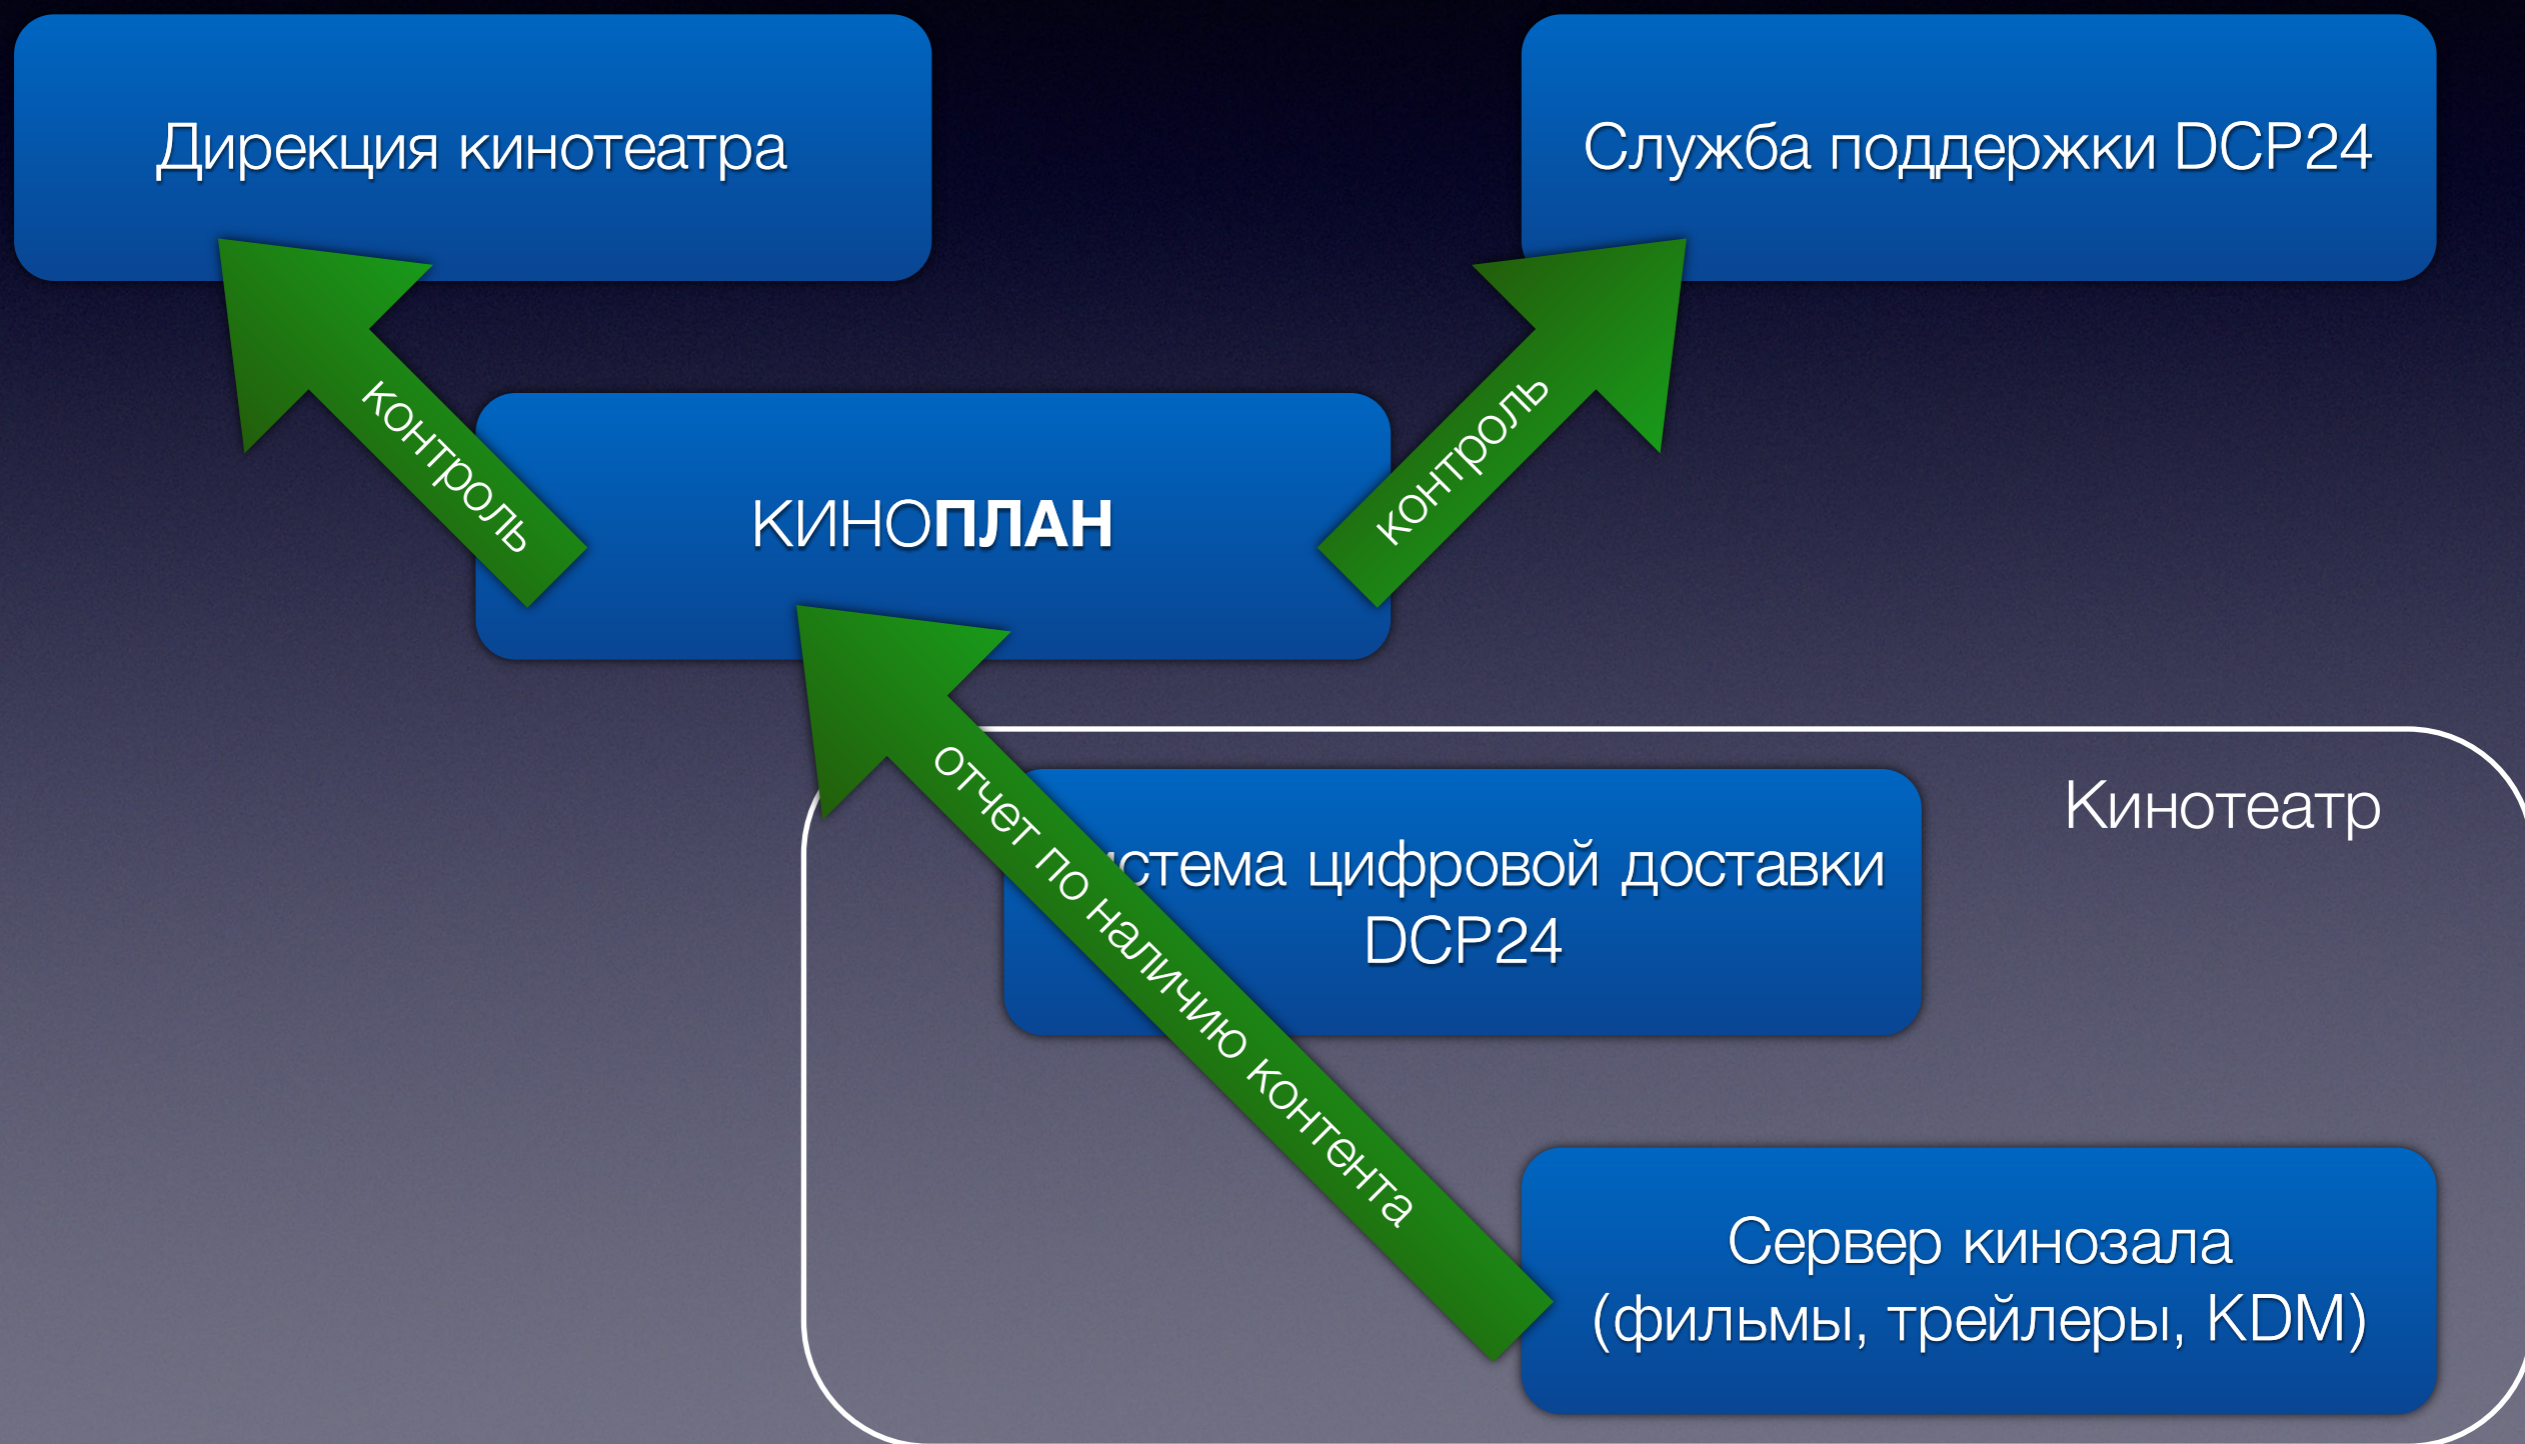 Дирекция кинотеатра
Служба поддержки DCP24
контроль
контроль
КИНОПЛАН
Кинотеатр
отчет по наличию контента
цифровой доставки
DCP24
Сервер кинозала
(фильмы, трейлеры, KDM)